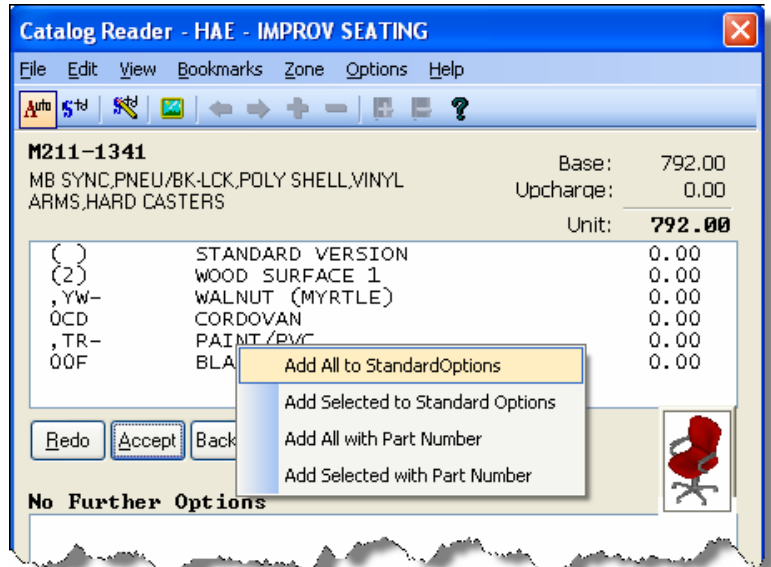 Catalog Reader - HAE - IMPROV SEATING
File Edit View Bookmarks Zone Options Help
Auto Std
M211-1341
MB SYNC,PNEU/BK-LCK,POLY SHELL,VINYL
ARMS,HARD CASTERS
Base: 792.00
Upcharge: 0.00
Unit: 792.00
( ) STANDARD VERSION 0.00
(2) WOOD SURFACE 1 0.00
,YW- WALNUT (MYRTLE) 0.00
0CD CORDOVAN 0.00
,TR- PAINT/PVC 0.00
00F BLA 0.00
Add All to StandardOptions
Add Selected to Standard Options
Add All with Part Number
Add Selected with Part Number
Redo Accept Back
No Further Options